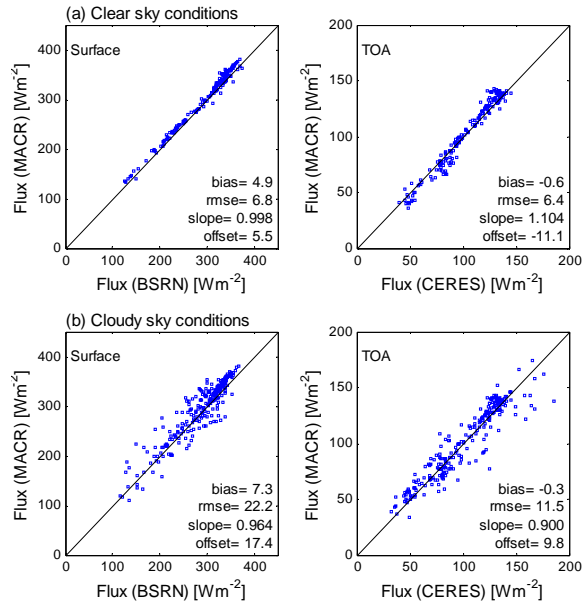 (a) Clear sky conditions
Surface
Flux (MACR) [Wm-2]
400
300
200
100
0
bias= 4.9
rmse= 6.8
slope= 0.998
offset= 5.5
0 100 200 300 400
Flux (BSRN) [Wm-2]
TOA
Flux (MACR) [Wm-2]
200
150
100
50
0
bias= -0.6
rmse= 6.4
slope= 1.104
offset= -11.1
0 50 100 150 200
Flux (CERES) [Wm-2]
(b) Cloudy sky conditions
Surface
Flux (MACR) [Wm-2]
400
300
200
100
0
bias= 7.3
rmse= 22.2
slope= 0.964
offset= 17.4
0 100 200 300 400
Flux (BSRN) [Wm-2]
TOA
Flux (MACR) [Wm-2]
200
150
100
50
0
bias= -0.3
rmse= 11.5
slope= 0.900
offset= 9.8
0 50 100 150 200
Flux (CERES) [Wm-2]